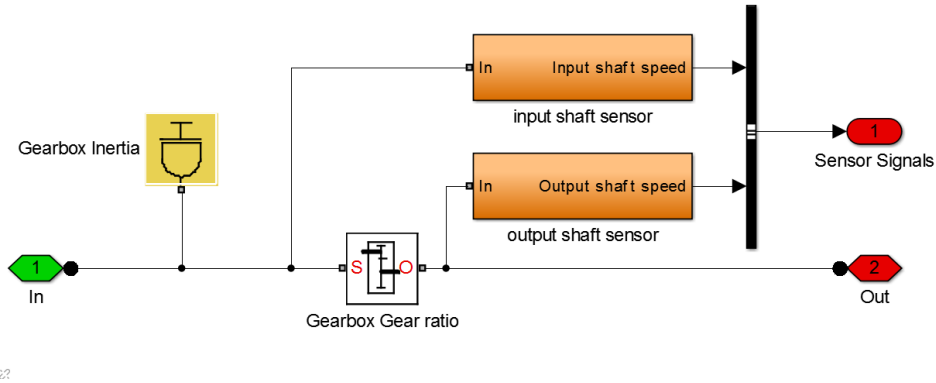 In
Input shaft speed
input shaft sensor
Gearbox Inertia
1
Sensor Signals
In
Output shaft speed
output shaft sensor
1
In
S
O
Gearbox Gear ratio
2
Out